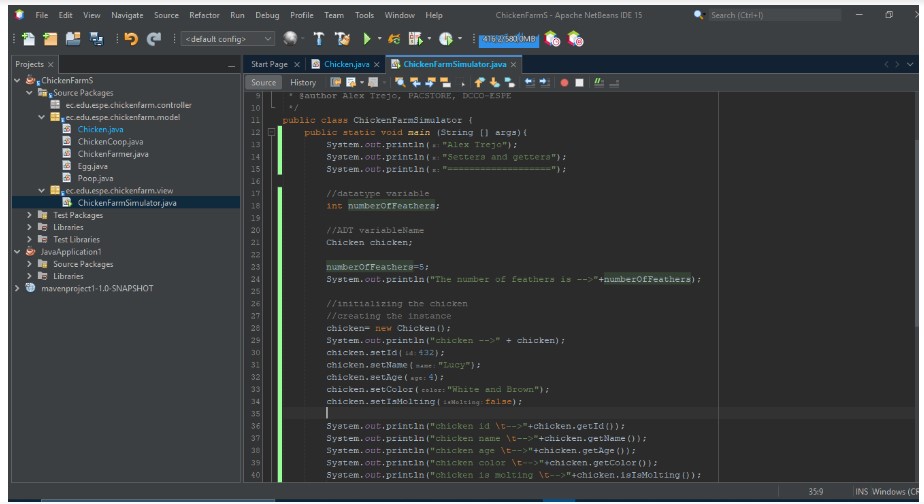 File Edit View Navigate Source Refactor Run Debug Profile Team Tools Window Help ChickenFarmS - Apache NetBeans IDE 15 Search (Ctrl+I)
<default config> 416.2/580.0MB
Projects × Start Page × Chicken.java × ChickenFarmSimulator.java ×
Source History
ChickenFarmS
Source Packages
ec.edu.espe.chickenfarm.controller
ec.edu.espe.chickenfarm.model
Chicken.java
ChickenCoop.java
ChickenFarmer.java
Egg.java
Poop.java
ec.edu.espe.chickenfarm.view
ChickenFarmSimulator.java
Test Packages
Libraries
Test Libraries
JavaApplication1
Source Packages
Libraries
mavenproject1-1.0-SNAPSHOT
9 * @author Alex Trejo, PACSTORE, DCCO-ESPE
10 */
11 public class ChickenFarmSimulator {
12 public static void main (String [] args){
13 System.out.println(x:"Alex Trejo");
14 System.out.println(x:"Setters and getters");
15 System.out.println(x:"====================");
16
17 //datatype variable
18 int numberOfFeathers;
19
20 //ADT variableName
21 Chicken chicken;
22
23 numberOfFeathers=5;
24 System.out.println("The number of feathers is -->"+numberOfFeathers);
25
26 //initializing the chicken
27 //creating the instance
28 chicken= new Chicken();
29 System.out.println("chicken -->" + chicken);
30 chicken.setId(id:432);
31 chicken.setName(name:"Lucy");
32 chicken.setAge(age:4);
33 chicken.setColor(color:"White and Brown");
34 chicken.setIsMolting(isMolting:false);
35
36 System.out.println("chicken id \t-->"+chicken.getId());
37 System.out.println("chicken name \t-->"+chicken.getName());
38 System.out.println("chicken age \t-->"+chicken.getAge());
39 System.out.println("chicken color \t-->"+chicken.getColor());
40 System.out.println("chicken is molting \t-->"+chicken.isIsMolting());
35:9 INS Windows (CR